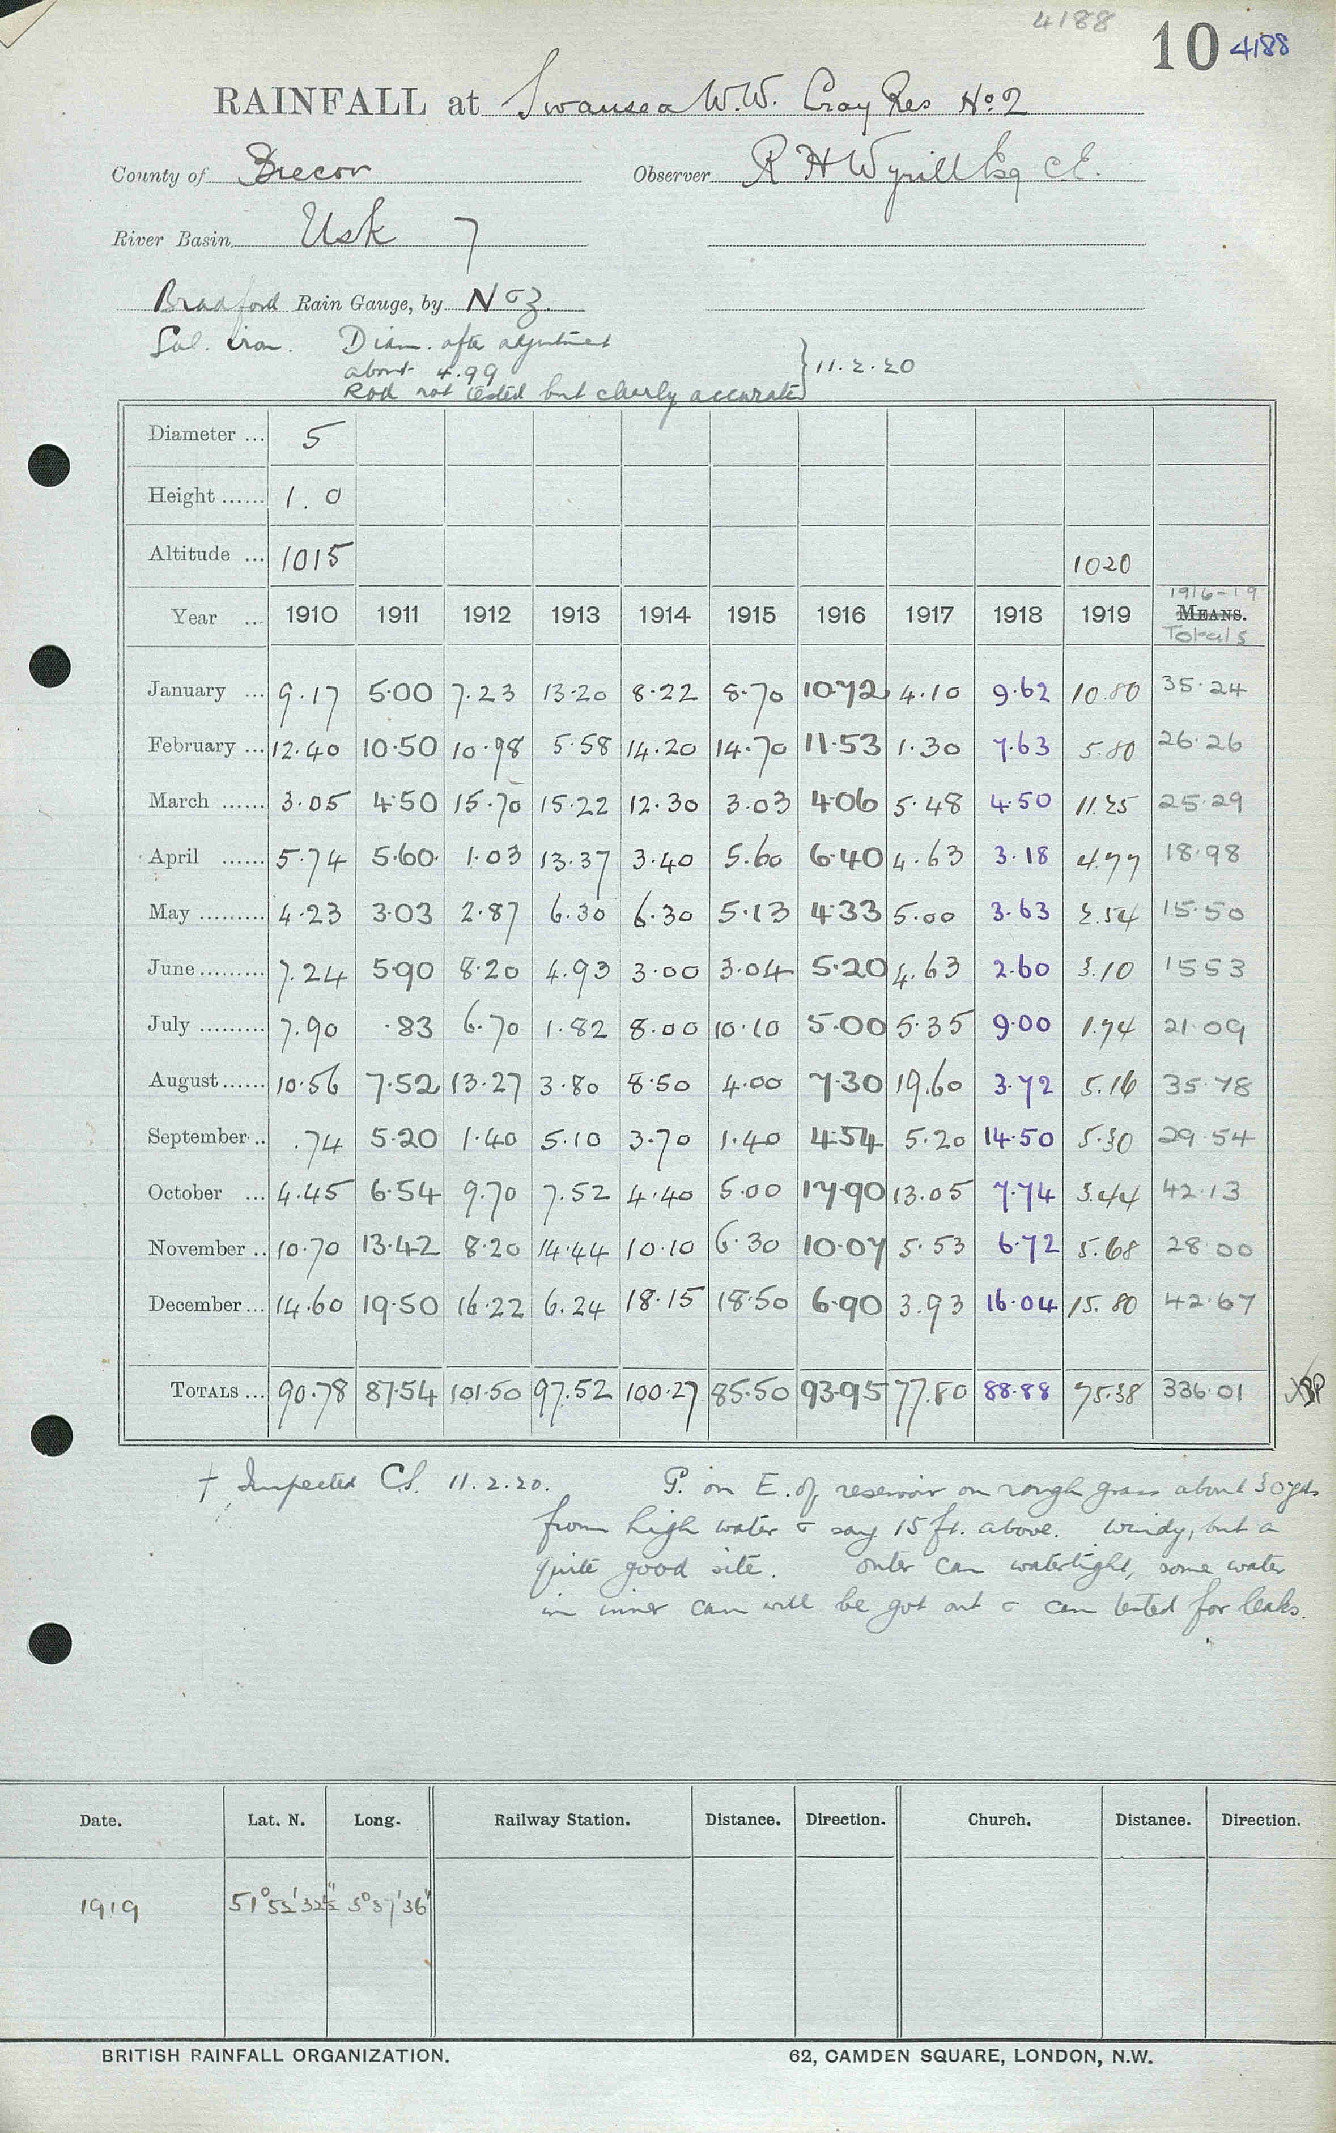 4188
10 4188
RAINFALL at Swansea W.W. Cray Res No. 2
County of Brecon Observer R H Wyrill Esq C.E.
River Basin Usk 7
Bradford Rain Gauge, by N & Z.
Gal. iron. Diam. after adjustment
about 4.99 } 11.2.20
Rod not tested but clearly accurate
Diameter ... 5
Height ...... 1.0
Altitude ... 1015 1020
1916-19
Year .. 1910 1911 1912 1913 1914 1915 1916 1917 1918 1919 MEANS.
Totals
January ... 9.17 5.00 7.23 13.20 8.22 8.70 10.72 4.10 9.62 10.80 35.24
February ... 12.40 10.50 10.98 5.58 14.20 14.70 11.53 1.30 7.63 5.80 26.26
March ...... 3.05 4.50 15.70 15.22 12.30 3.03 4.06 5.48 4.50 11.25 25.29
April ...... 5.74 5.60 1.03 13.37 3.40 5.60 6.40 4.63 3.18 4.77 18.98
May ......... 4.23 3.03 2.87 6.30 6.30 5.13 4.33 5.00 3.63 2.54 15.50
June ......... 7.24 5.90 8.20 4.93 3.00 3.04 5.20 4.63 2.60 3.10 15.53
July ......... 7.90 .83 6.70 1.82 8.00 10.10 5.00 5.35 9.00 1.74 21.09
August ...... 10.56 7.52 13.27 3.80 8.50 4.00 7.30 19.60 3.72 5.16 35.78
September .. .74 5.20 1.40 5.10 3.70 1.40 4.54 5.20 14.50 5.30 29.54
October ... 4.45 6.54 9.70 7.52 4.40 5.00 17.90 13.05 7.74 3.44 42.13
November .. 10.70 13.42 8.20 14.44 10.10 6.30 10.07 5.53 6.72 5.68 28.00
December ... 14.60 19.50 16.22 6.24 18.15 18.50 6.90 3.93 16.04 15.80 42.67
TOTALS ... 90.78 87.54 101.50 97.52 100.27 85.50 93.95 77.80 88.88 75.38 336.01
† Inspected C.S. 11.2.20. G. on E. of reservoir on rough grass about 30 yds
from high water & say 15 ft. above. Windy, but a
quite good site. Outer can watertight, some water
in inner can will be got out & can tested for leaks.
Date. Lat. N. Long. Railway Station. Distance. Direction. Church. Distance. Direction.
1919 51° 52' 32" 3° 37' 36"
BRITISH RAINFALL ORGANIZATION. 62, CAMDEN SQUARE, LONDON, N.W.